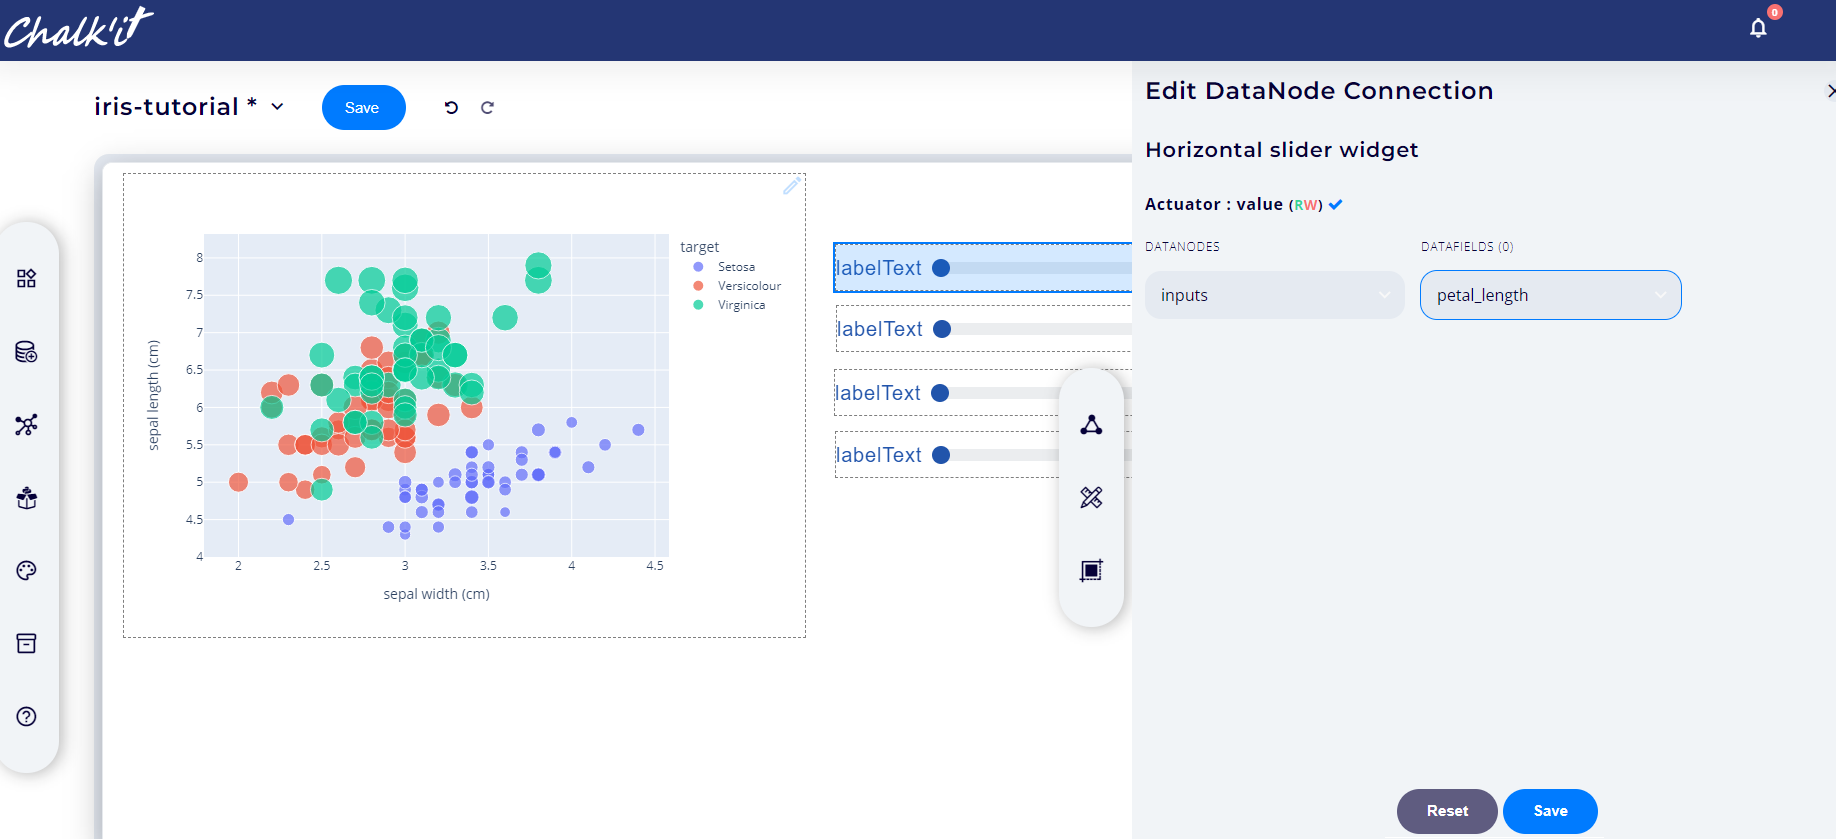 Chalk'it
0
iris-tutorial *
Save
Edit DataNode Connection
Horizontal slider widget
Actuator : value (RW)
DATANODES
DATAFIELDS (0)
inputs
petal_length
labelText
labelText
labelText
labelText
target
Setosa
Versicolour
Virginica
sepal length (cm)
8
7.5
7
6.5
6
5.5
5
4.5
4
2
2.5
3
3.5
4
4.5
sepal width (cm)
Reset
Save